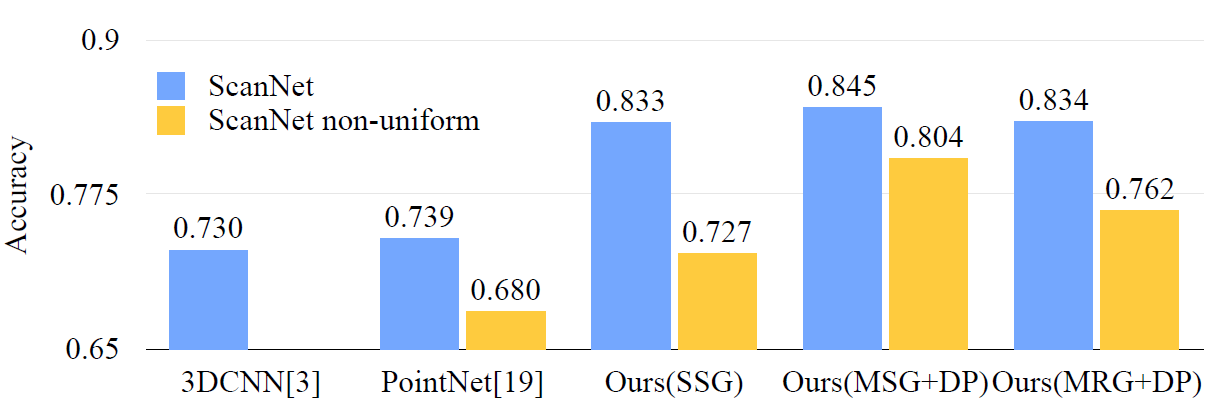 Accuracy
0.9
0.775
0.65
ScanNet
ScanNet non-uniform
0.730
0.739
0.680
0.833
0.727
0.845
0.804
0.834
0.762
3DCNN[3]
PointNet[19]
Ours(SSG)
Ours(MSG+DP)
Ours(MRG+DP)